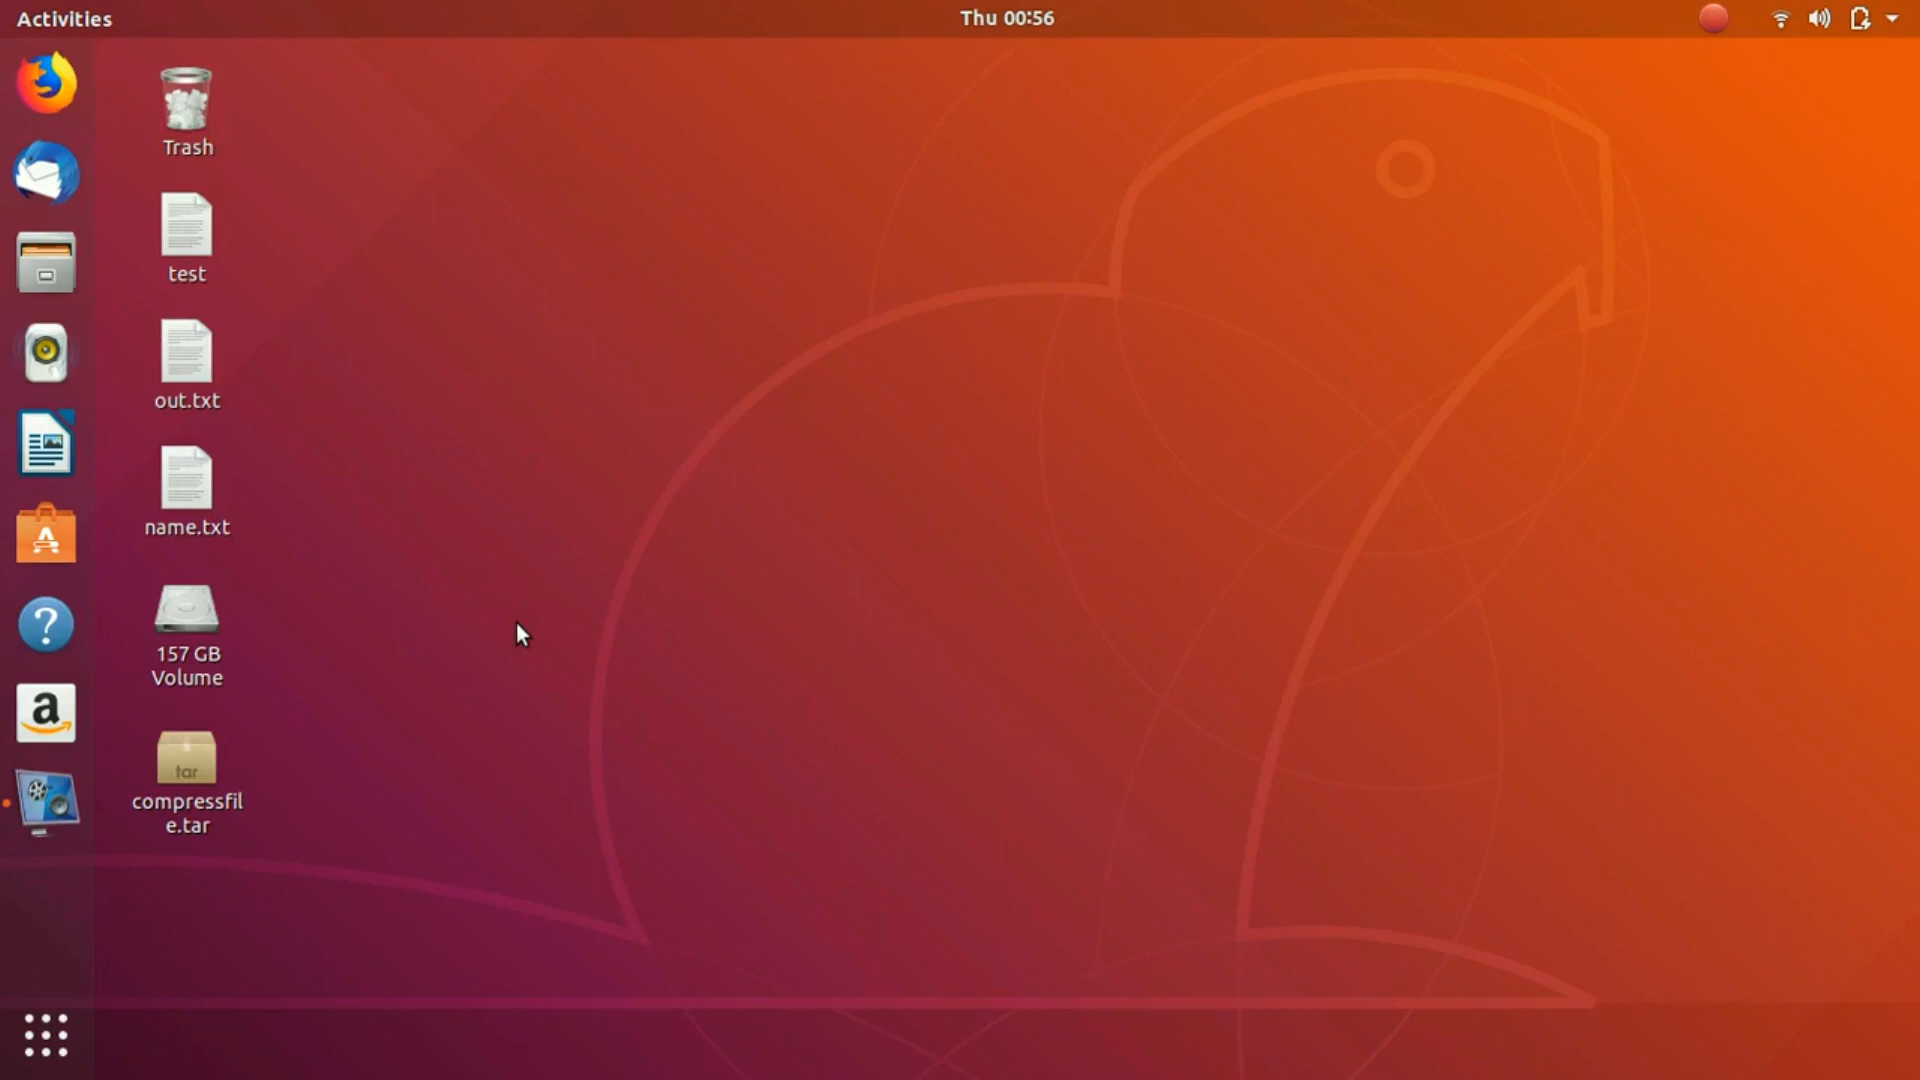 Activities
Thu 00:56
Trash
test
out.txt
name.txt
157 GB
Volume
tar
compressfil
e.tar